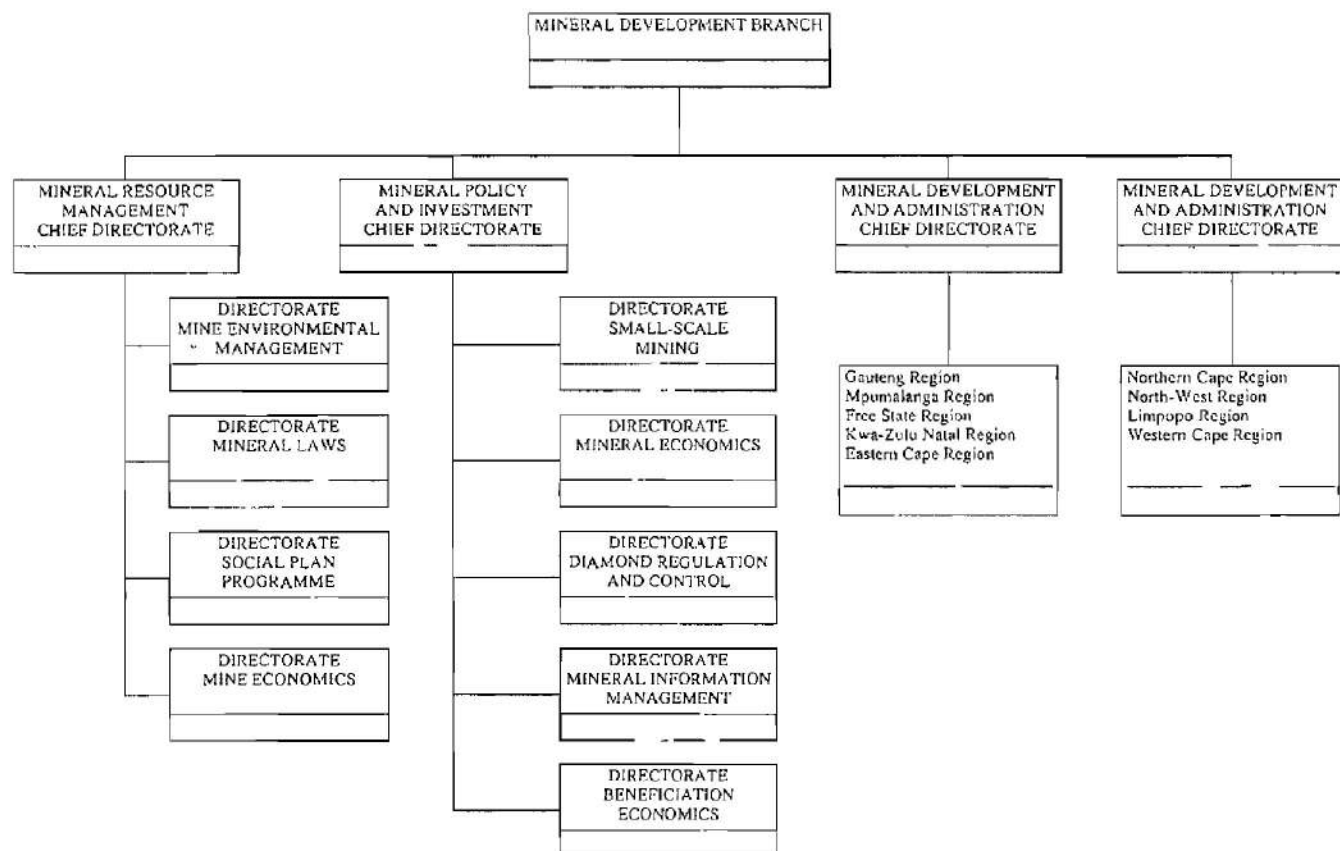 MINERAL DEVELOPMENT BRANCH
MINERAL RESOURCE
MANAGEMENT
CHIEF DIRECTORATE
MINERAL POLICY
AND INVESTMENT
CHIEF DIRECTORATE
MINERAL DEVELOPMENT
AND ADMINISTRATION
CHIEF DIRECTORATE
MINERAL DEVELOPMENT
AND ADMINISTRATION
CHIEF DIRECTORATE
DIRECTORATE
MINE ENVIRONMENTAL
MANAGEMENT
DIRECTORATE
MINERAL LAWS
DIRECTORATE
SOCIAL PLAN
PROGRAMME
DIRECTORATE
MINE ECONOMICS
DIRECTORATE
SMALL-SCALE
MINING
DIRECTORATE
MINERAL ECONOMICS
DIRECTORATE
DIAMOND REGULATION
AND CONTROL
DIRECTORATE
MINERAL INFORMATION
MANAGEMENT
DIRECTORATE
BENEFICIATION
ECONOMICS
Gauteng Region
Mpumalanga Region
Free State Region
Kwa-Zulu Natal Region
Eastern Cape Region
Northern Cape Region
North-West Region
Limpopo Region
Western Cape Region